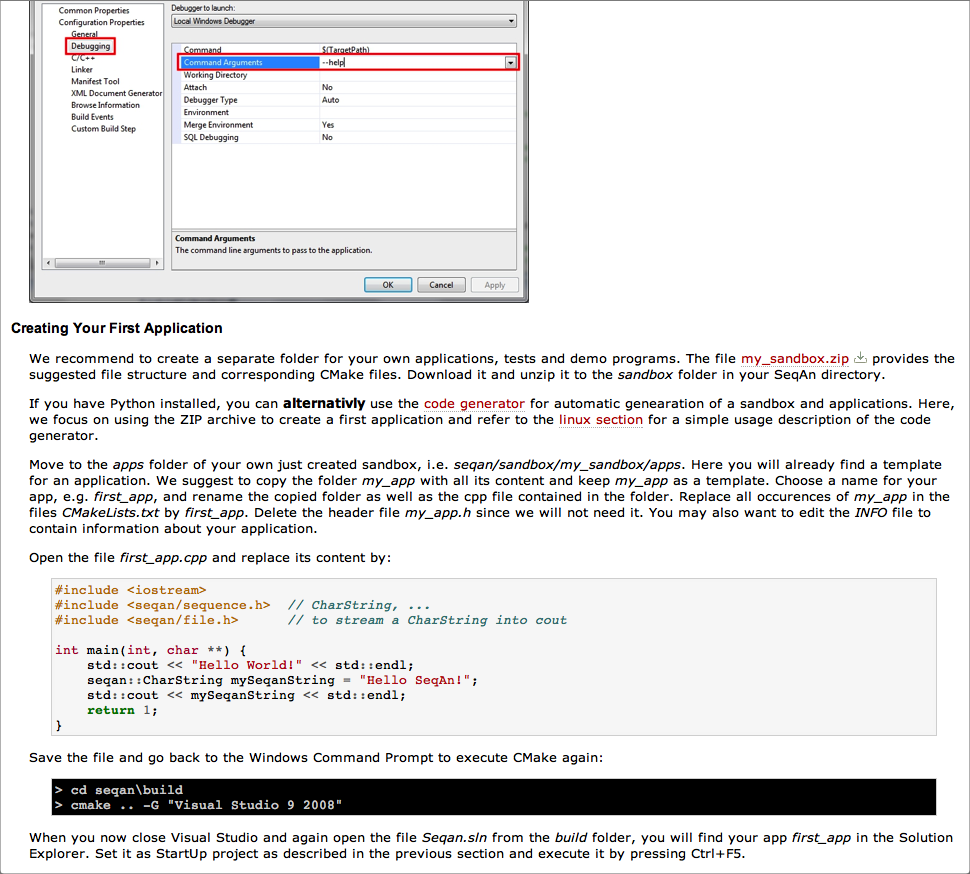 Common Properties
Configuration Properties
General
Debugging
C/C++
Linker
Manifest Tool
XML Document Generator
Browse Information
Build Events
Custom Build Step
Debugger to launch:
Local Windows Debugger
Command $(TargetPath)
Command Arguments --help
Working Directory
Attach No
Debugger Type Auto
Environment
Merge Environment Yes
SQL Debugging No
Command Arguments
The command line arguments to pass to the application.
OK Cancel Apply
Creating Your First Application
We recommend to create a separate folder for your own applications, tests and demo programs. The file my_sandbox.zip provides the
suggested file structure and corresponding CMake files. Download it and unzip it to the sandbox folder in your SeqAn directory.
If you have Python installed, you can alternativly use the code generator for automatic genearation of a sandbox and applications. Here,
we focus on using the ZIP archive to create a first application and refer to the linux section for a simple usage description of the code
generator.
Move to the apps folder of your own just created sandbox, i.e. seqan/sandbox/my_sandbox/apps. Here you will already find a template
for an application. We suggest to copy the folder my_app with all its content and keep my_app as a template. Choose a name for your
app, e.g. first_app, and rename the copied folder as well as the cpp file contained in the folder. Replace all occurences of my_app in the
files CMakeLists.txt by first_app. Delete the header file my_app.h since we will not need it. You may also want to edit the INFO file to
contain information about your application.
Open the file first_app.cpp and replace its content by:
#include <iostream>
#include <seqan/sequence.h>  // CharString, ...
#include <seqan/file.h>      // to stream a CharString into cout
int main(int, char **) {
    std::cout << "Hello World!" << std::endl;
    seqan::CharString mySeqanString = "Hello SeqAn!";
    std::cout << mySeqanString << std::endl;
    return 1;
}
Save the file and go back to the Windows Command Prompt to execute CMake again:
> cd seqan\build
> cmake .. -G "Visual Studio 9 2008"
When you now close Visual Studio and again open the file Seqan.sln from the build folder, you will find your app first_app in the Solution
Explorer. Set it as StartUp project as described in the previous section and execute it by pressing Ctrl+F5.